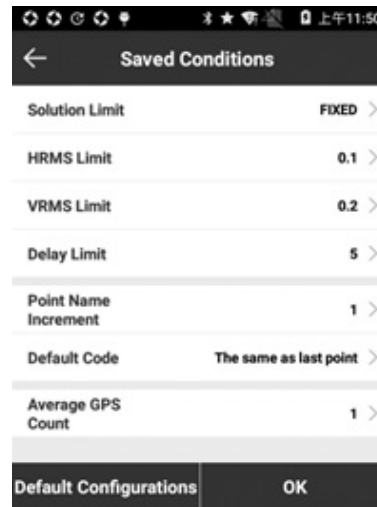 上午11:50
Saved Conditions
Solution Limit FIXED
HRMS Limit 0.1
VRMS Limit 0.2
Delay Limit 5
Point Name
Increment 1
Default Code The same as last point
Average GPS
Count 1
Default Configurations OK